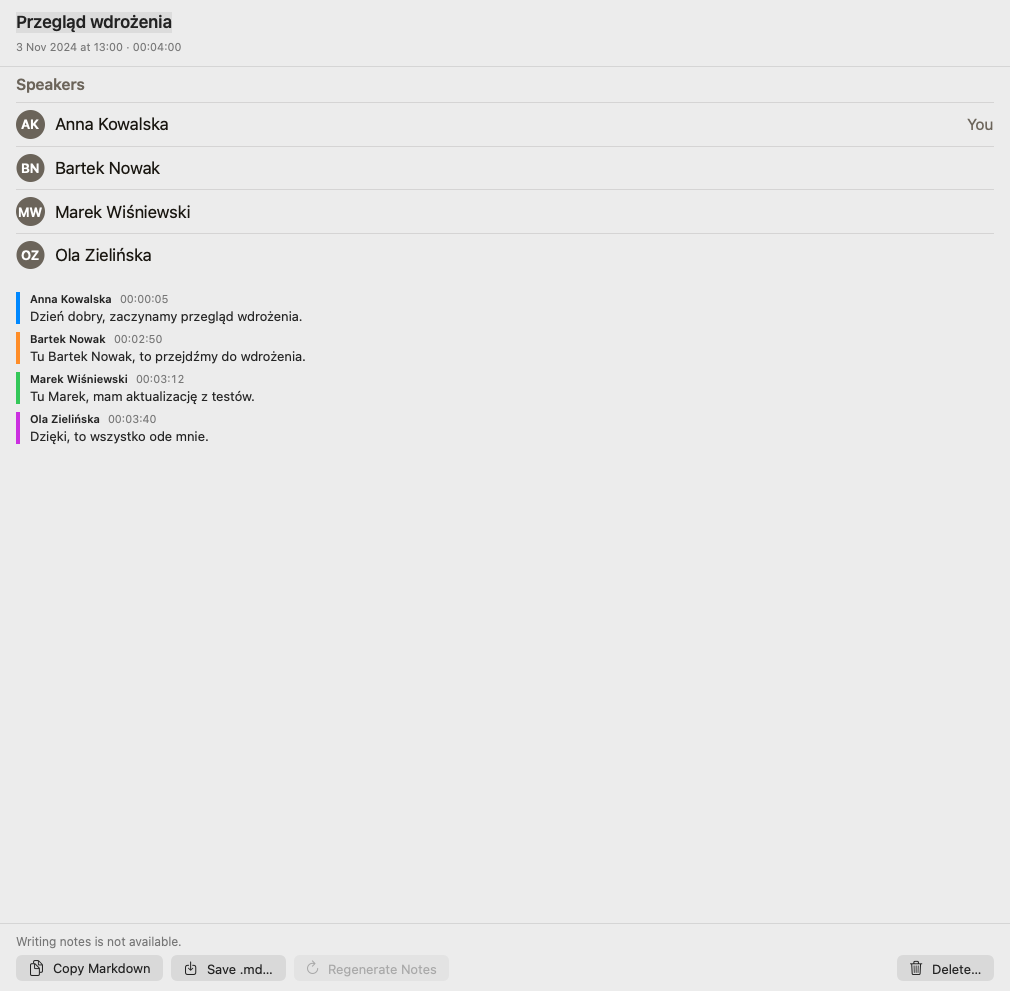 Przegląd wdrożenia
3 Nov 2024 at 13:00 · 00:04:00
Speakers
AK Anna Kowalska You
BN Bartek Nowak
MW Marek Wiśniewski
OZ Ola Zielińska
Anna Kowalska 00:00:05
Dzień dobry, zaczynamy przegląd wdrożenia.
Bartek Nowak 00:02:50
Tu Bartek Nowak, to przejdźmy do wdrożenia.
Marek Wiśniewski 00:03:12
Tu Marek, mam aktualizację z testów.
Ola Zielińska 00:03:40
Dzięki, to wszystko ode mnie.
Writing notes is not available.
Copy Markdown Save .md... Regenerate Notes Delete...